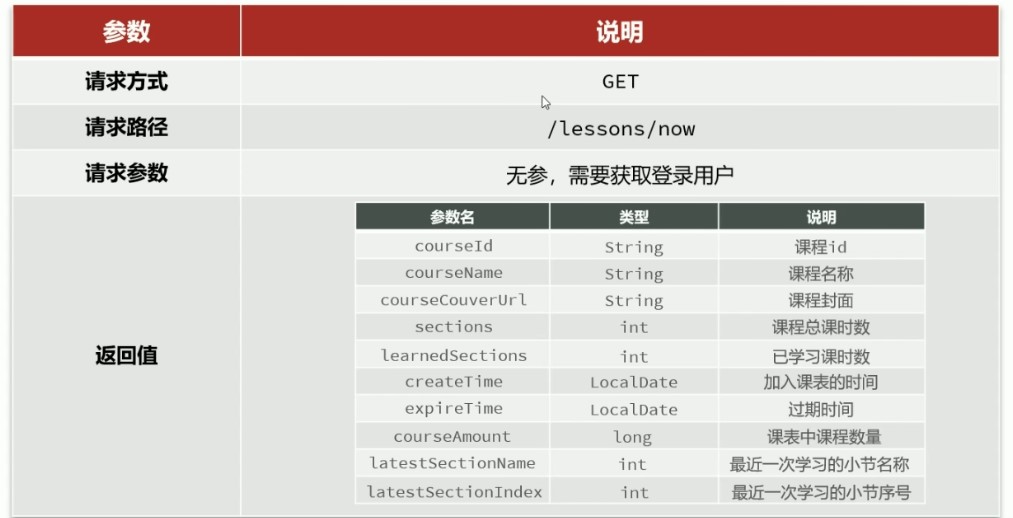 参数 说明
请求方式 GET
请求路径 /lessons/now
请求参数 无参，需要获取登录用户
返回值
参数名 类型 说明
courseId String 课程id
courseName String 课程名称
courseCouverUrl String 课程封面
sections int 课程总课时数
learnedSections int 已学习课时数
createTime LocalDate 加入课表的时间
expireTime LocalDate 过期时间
courseAmount long 课表中课程数量
latestSectionName int 最近一次学习的小节名称
latestSectionIndex int 最近一次学习的小节序号